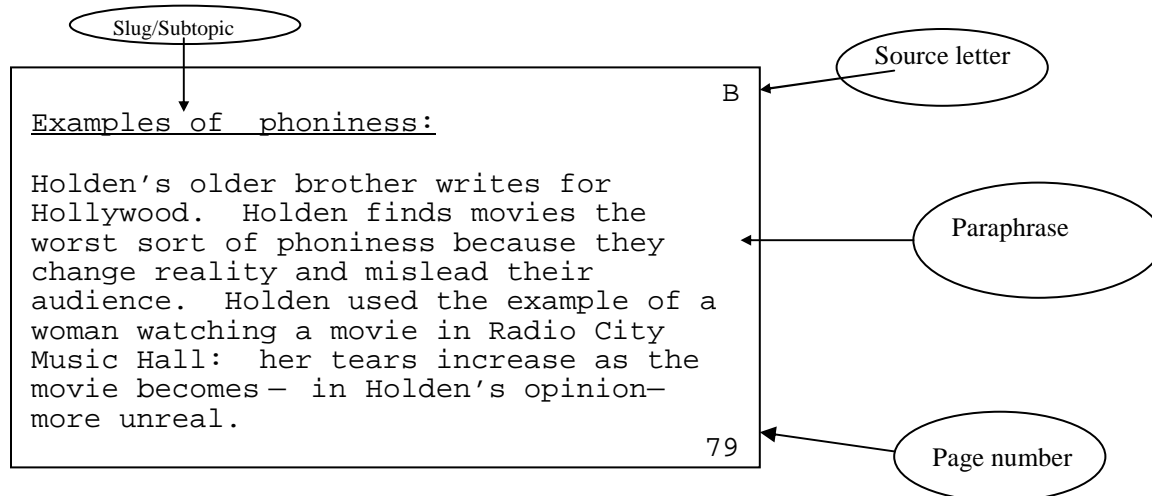 Slug/Subtopic
Source letter
B
Examples of  phoniness:
Holden's older brother writes for
Hollywood.  Holden finds movies the
worst sort of phoniness because they
change reality and mislead their
audience.  Holden used the example of a
woman watching a movie in Radio City
Music Hall:  her tears increase as the
movie becomes — in Holden's opinion—
more unreal.
Paraphrase
79
Page number